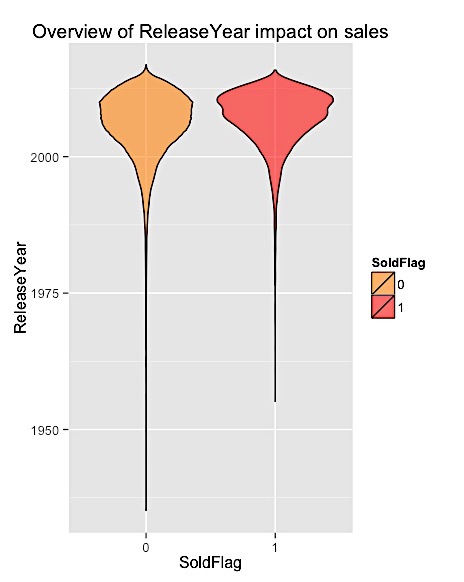 Overview of ReleaseYear impact on sales
ReleaseYear
2000
1975
1950
0
1
SoldFlag
SoldFlag
0
1